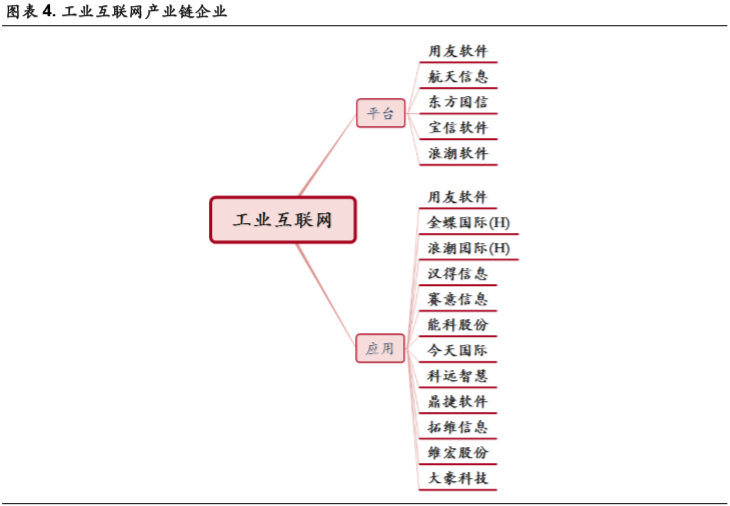 图表 4. 工业互联网产业链企业
用友软件
航天信息
东方国信
宝信软件
浪潮软件
平台
工业互联网
应用
用友软件
金蝶国际(H)
浪潮国际(H)
汉得信息
赛意信息
能科股份
今天国际
科远智慧
鼎捷软件
拓维信息
维宏股份
大豪科技